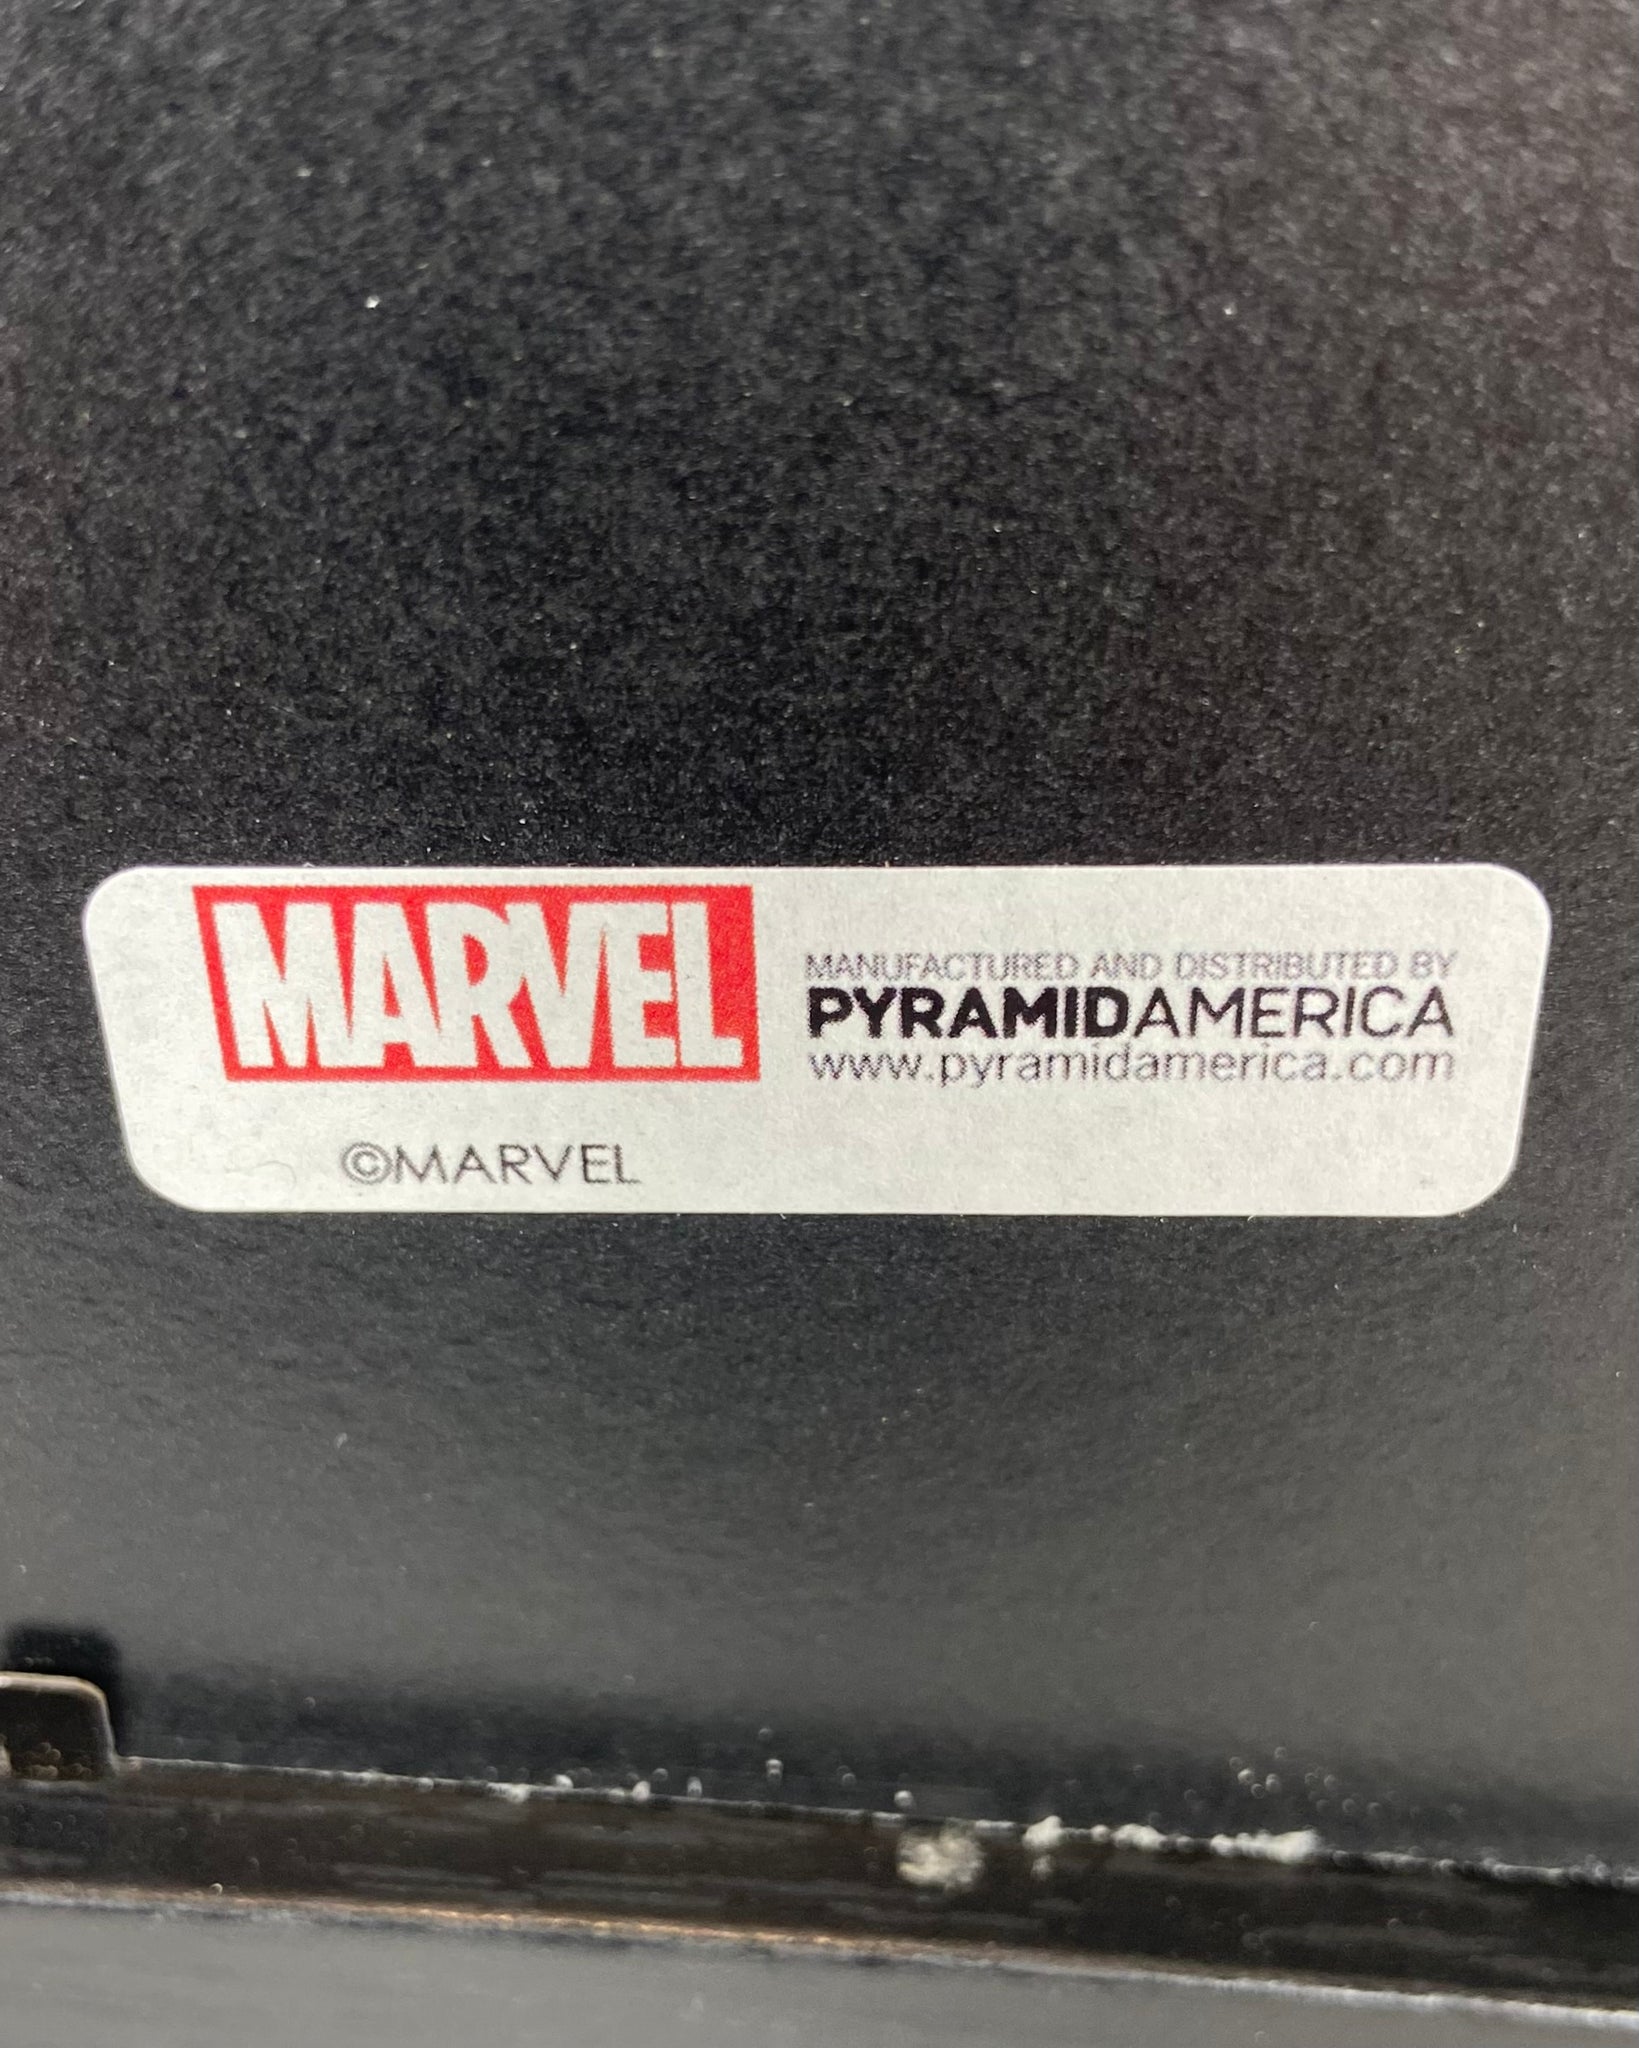 MARVEL
©MARVEL
MANUFACTURED AND DISTRIBUTED BY
PYRAMIDAMERICA
www.pyramidamerica.com